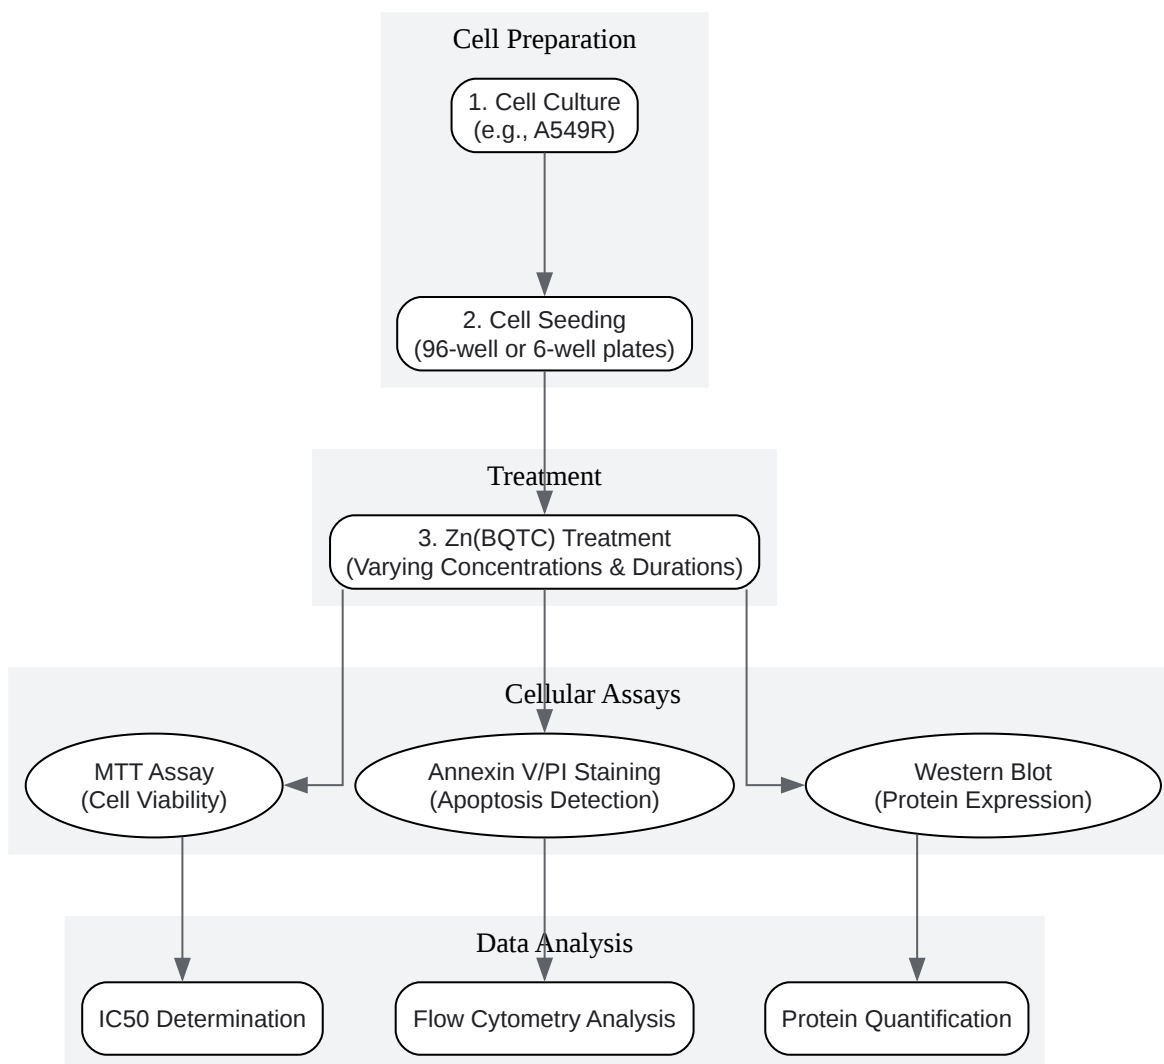 Cell Preparation
1. Cell Culture
(e.g., A549R)
2. Cell Seeding
(96-well or 6-well plates)
Treatment
3. Zn(BQTC) Treatment
(Varying Concentrations & Durations)
Cellular Assays
MTT Assay
(Cell Viability)
Annexin V/PI Staining
(Apoptosis Detection)
Western Blot
(Protein Expression)
Data Analysis
IC50 Determination
Flow Cytometry Analysis
Protein Quantification